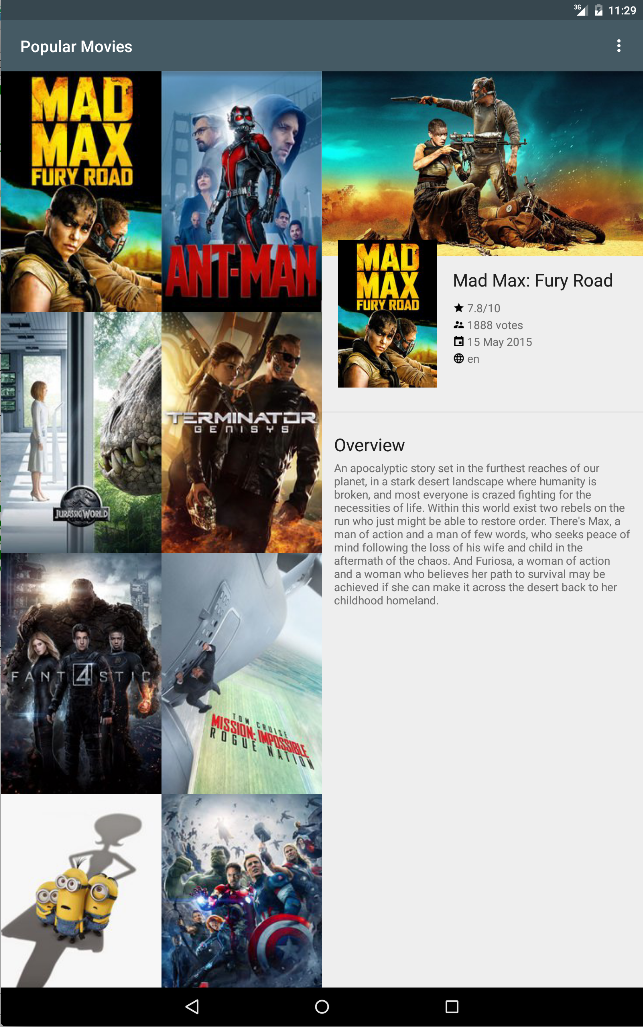 3G 11:29
Popular Movies
MAD
MAX
FURY ROAD
ANT-MAN
TERMINATOR
GENISYS
JURASSIC WORLD
FANT4STIC
TOM CRUISE
MISSION: IMPOSSIBLE
ROGUE NATION
MAD
MAX
FURY ROAD
Mad Max: Fury Road
7.8/10
1888 votes
15 May 2015
en
Overview
An apocalyptic story set in the furthest reaches of our
planet, in a stark desert landscape where humanity is
broken, and most everyone is crazed fighting for the
necessities of life. Within this world exist two rebels on the
run who just might be able to restore order. There's Max, a
man of action and a man of few words, who seeks peace of
mind following the loss of his wife and child in the
aftermath of the chaos. And Furiosa, a woman of action
and a woman who believes her path to survival may be
achieved if she can make it across the desert back to her
childhood homeland.